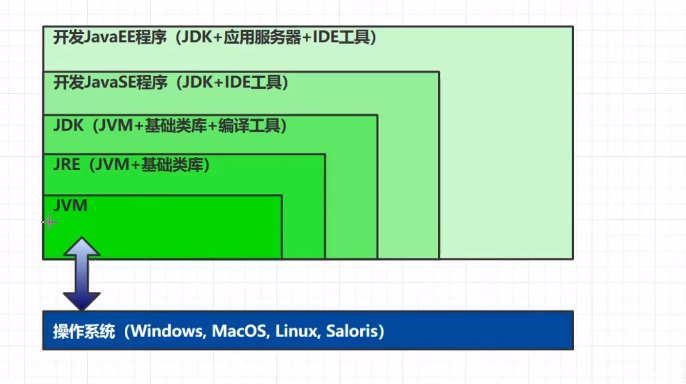 开发JavaEE程序（JDK+应用服务器+IDE工具）
开发JavaSE程序（JDK+IDE工具）
JDK（JVM+基础类库+编译工具）
JRE（JVM+基础类库）
JVM
操作系统（Windows, MacOS, Linux, Saloris）